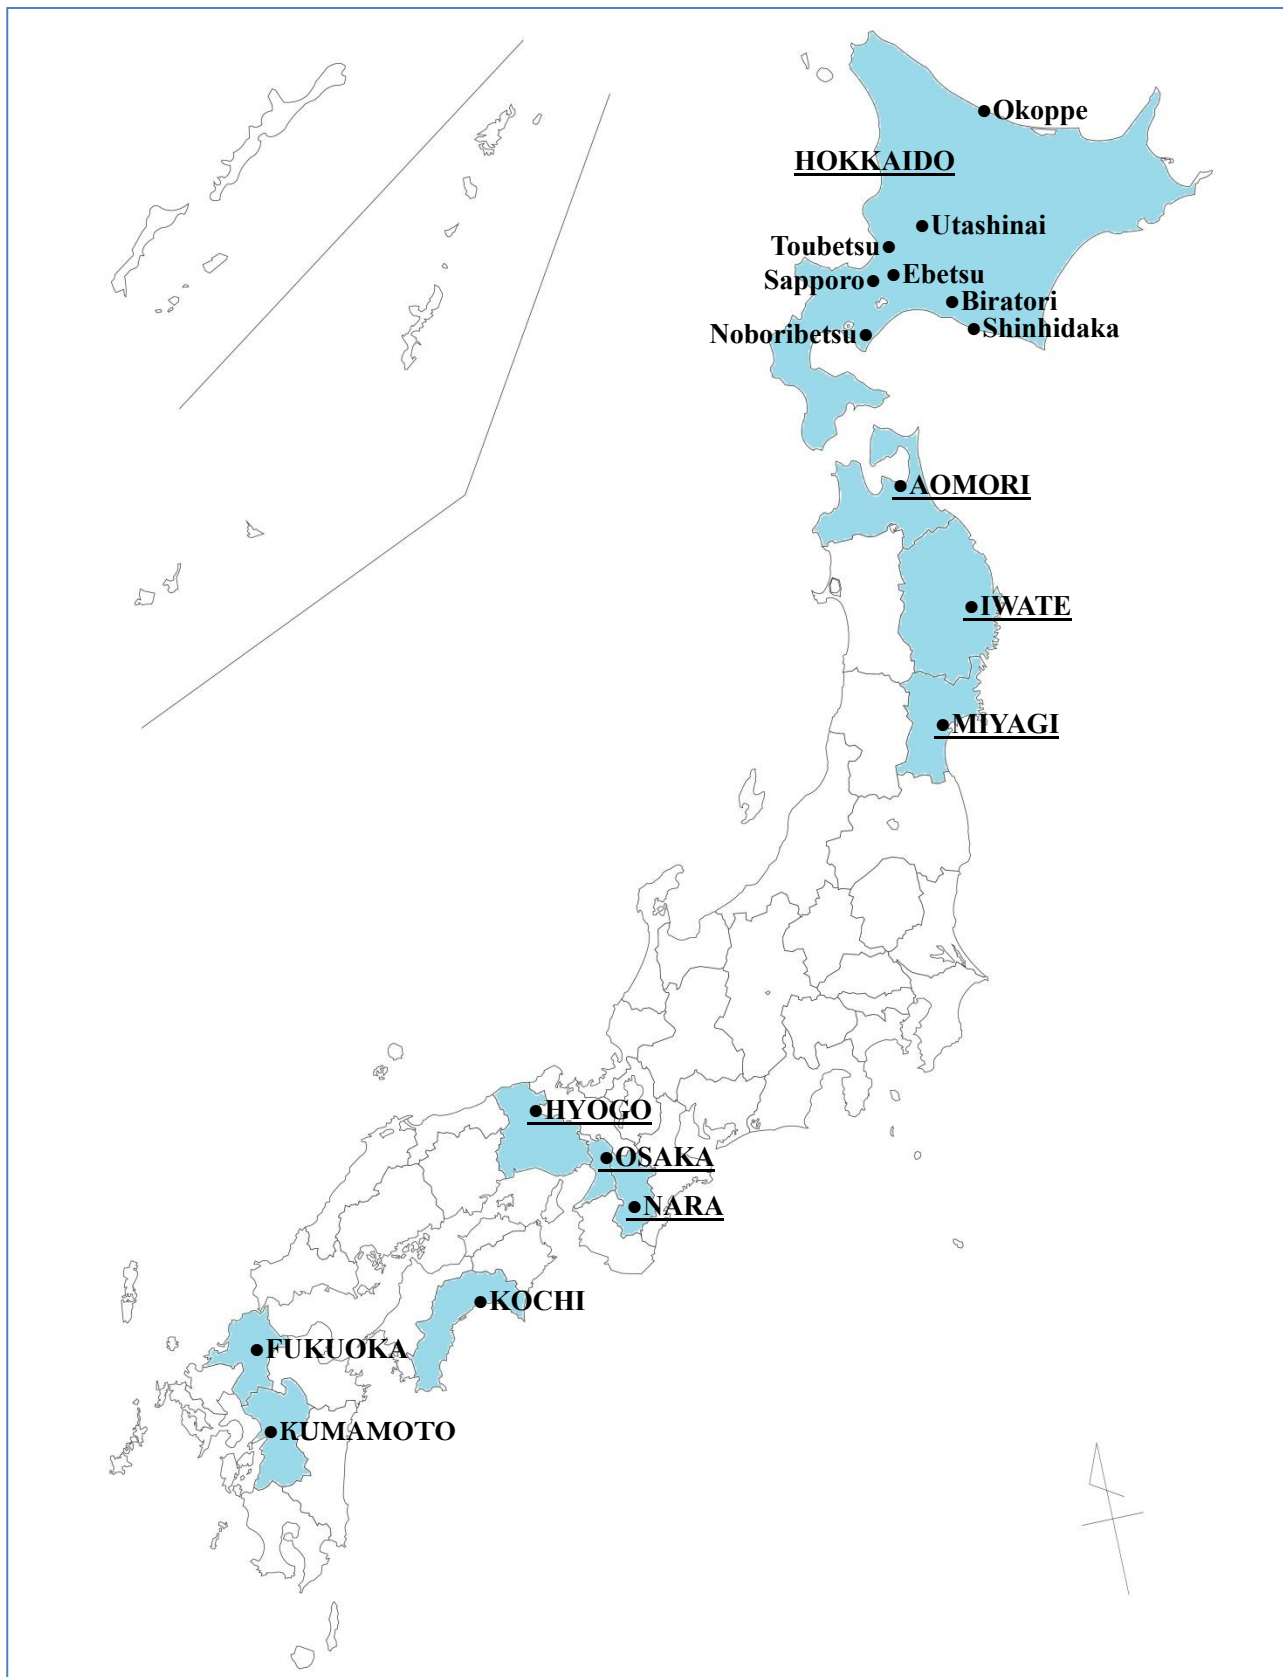 Okoppe
HOKKAIDO
Utashinai
Toubetsu
Ebetsu
Sapporo
Biratori
Shinhidaka
Noboribetsu
AOMORI
IWATE
MIYAGI
HYOGO
OSAKA
NARA
KOCHI
FUKUOKA
KUMAMOTO